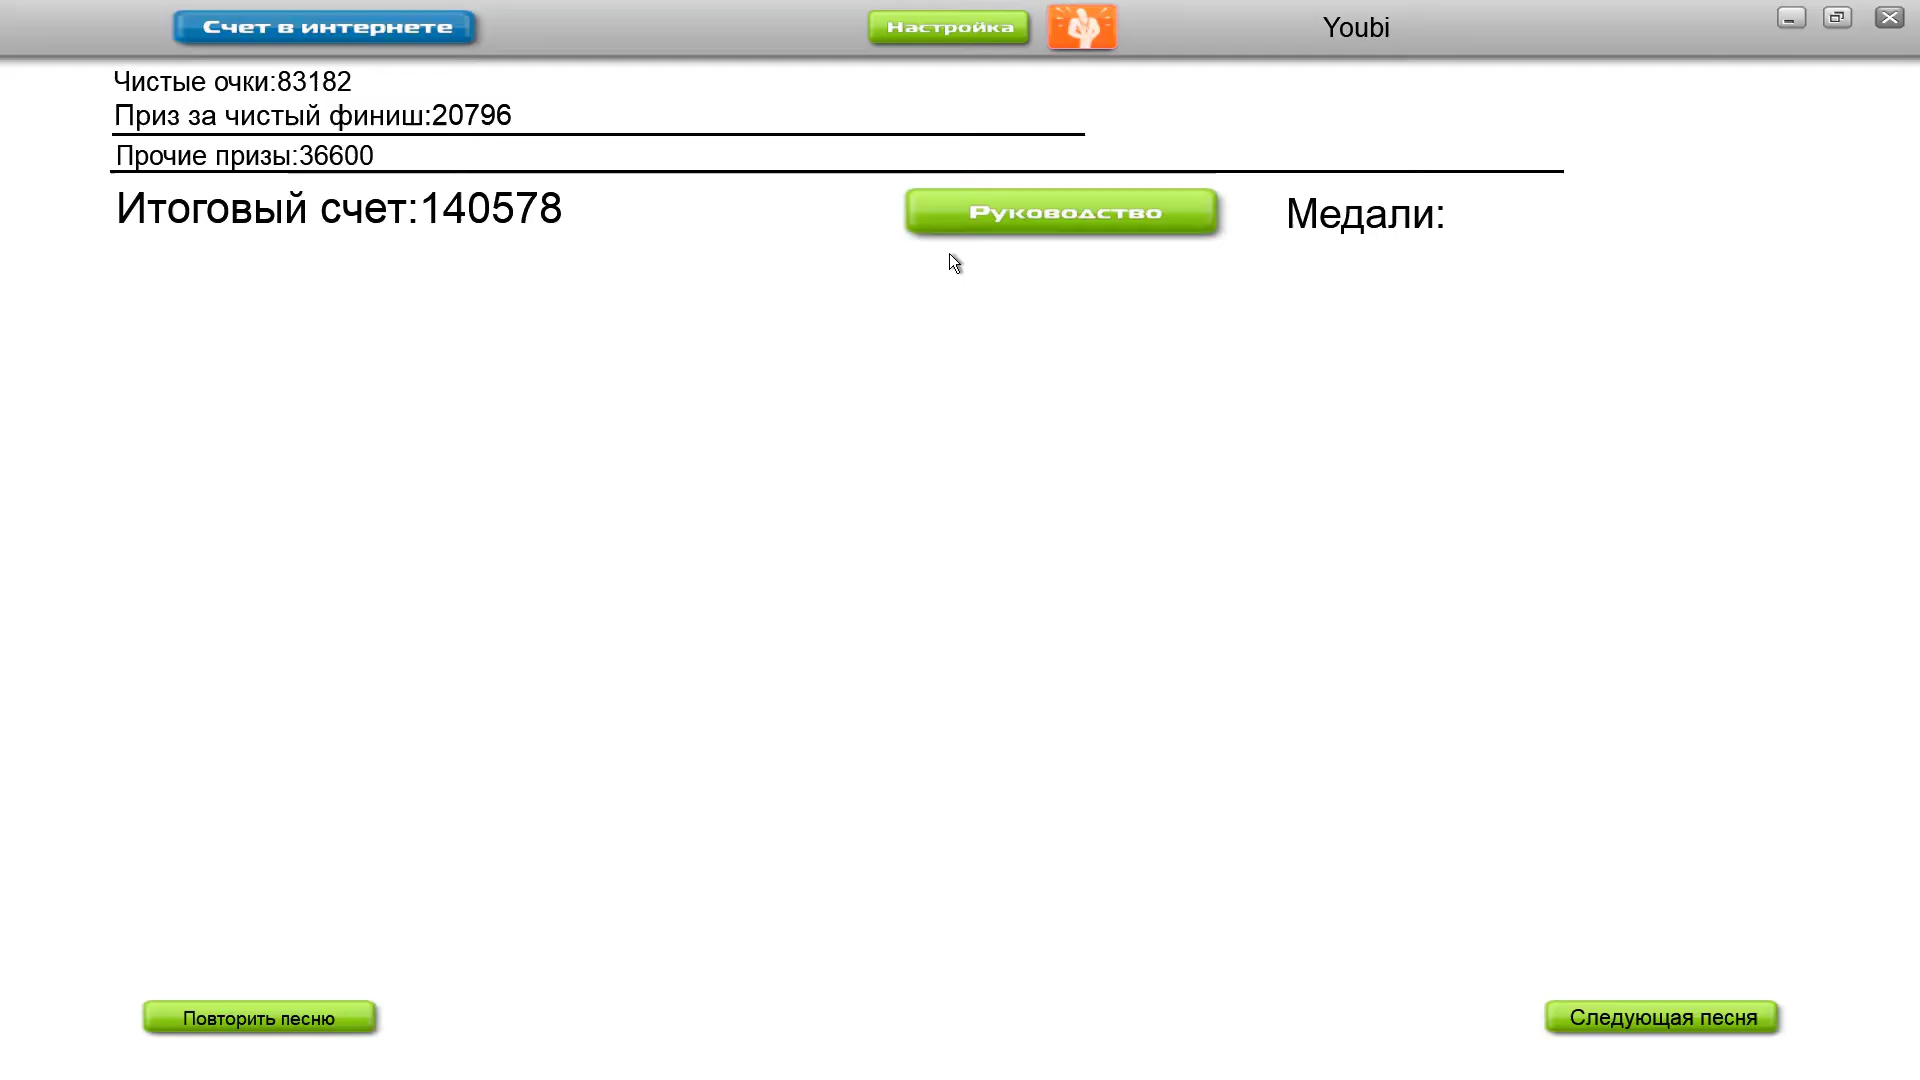 Счет в интернете
Настройка
Youbi
Чистые очки:83182
Приз за чистый финиш:20796
Прочие призы:36600
Итоговый счет:140578
Руководство
Медали:
Повторить песню
Следующая песня